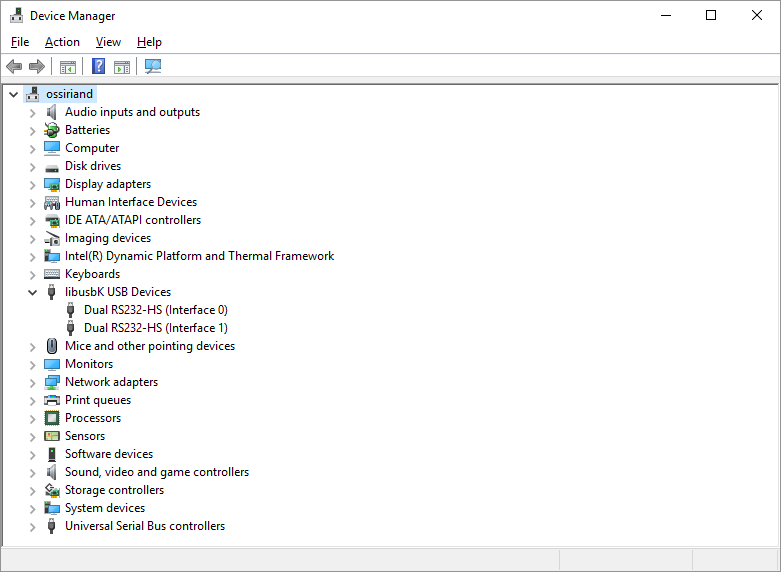 Device Manager
File Action View Help
ossiriand
Audio inputs and outputs
Batteries
Computer
Disk drives
Display adapters
Human Interface Devices
IDE ATA/ATAPI controllers
Imaging devices
Intel(R) Dynamic Platform and Thermal Framework
Keyboards
libusbK USB Devices
Dual RS232-HS (Interface 0)
Dual RS232-HS (Interface 1)
Mice and other pointing devices
Monitors
Network adapters
Print queues
Processors
Sensors
Software devices
Sound, video and game controllers
Storage controllers
System devices
Universal Serial Bus controllers